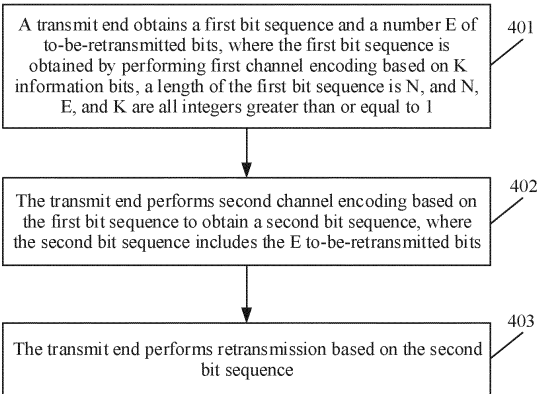 A transmit end obtains a first bit sequence and a number E of
to-be-retransmitted bits, where the first bit sequence is
obtained by performing first channel encoding based on K
information bits, a length of the first bit sequence is N, and N,
E, and K are all integers greater than or equal to 1
401
The transmit end performs second channel encoding based on
the first bit sequence to obtain a second bit sequence, where
the second bit sequence includes the E to-be-retransmitted bits
402
The transmit end performs retransmission based on the second
bit sequence
403